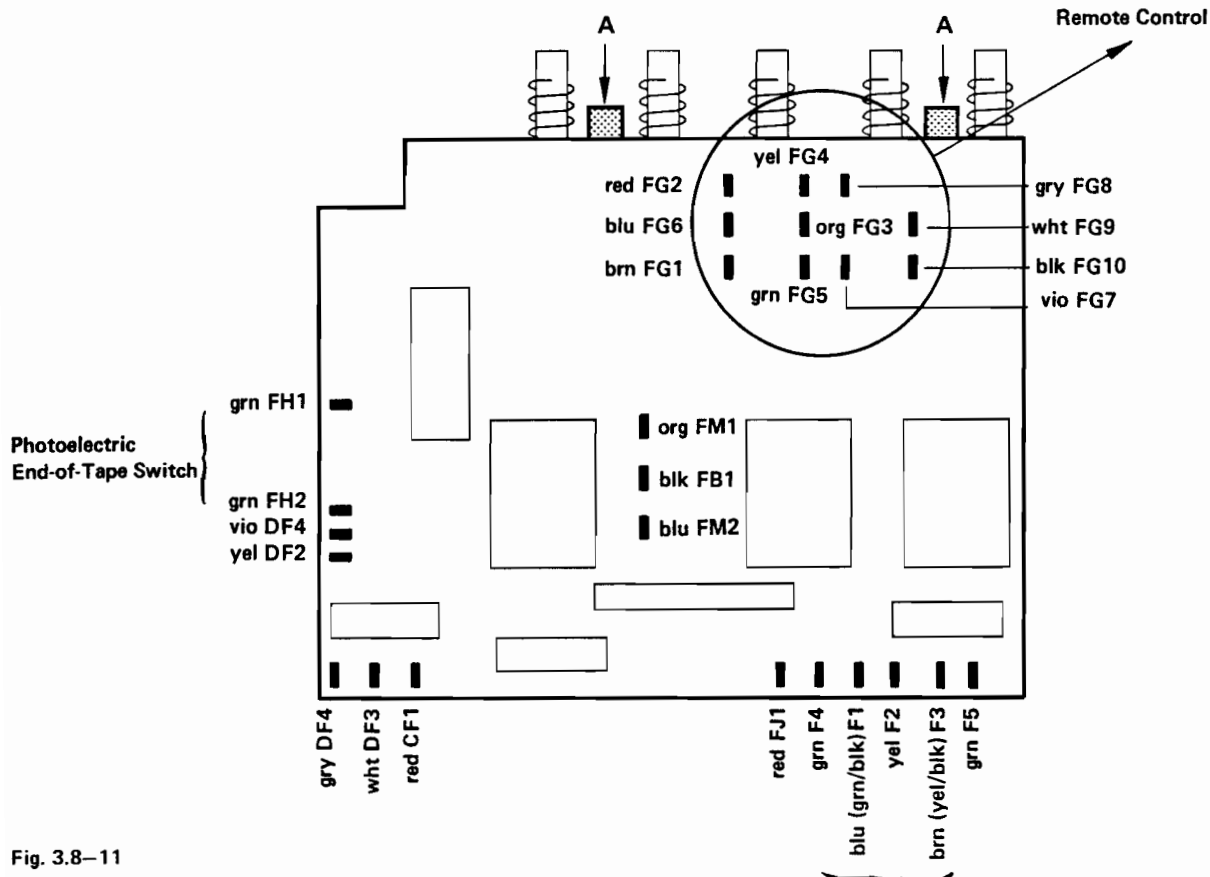 A
A
Remote Control
yel FG4
red FG2
gry FG8
blu FG6
org FG3
wht FG9
brn FG1
blk FG10
grn FG5
vio FG7
grn FH1
Photoelectric
End-of-Tape Switch
org FM1
blk FB1
grn FH2
vio DF4
blu FM2
yel DF2
gry DF4
wht DF3
red CF1
red FJ1
grn F4
blu (grn/blk) F1
yel F2
brn (yel/blk) F3
grn F5
Fig. 3.8–11